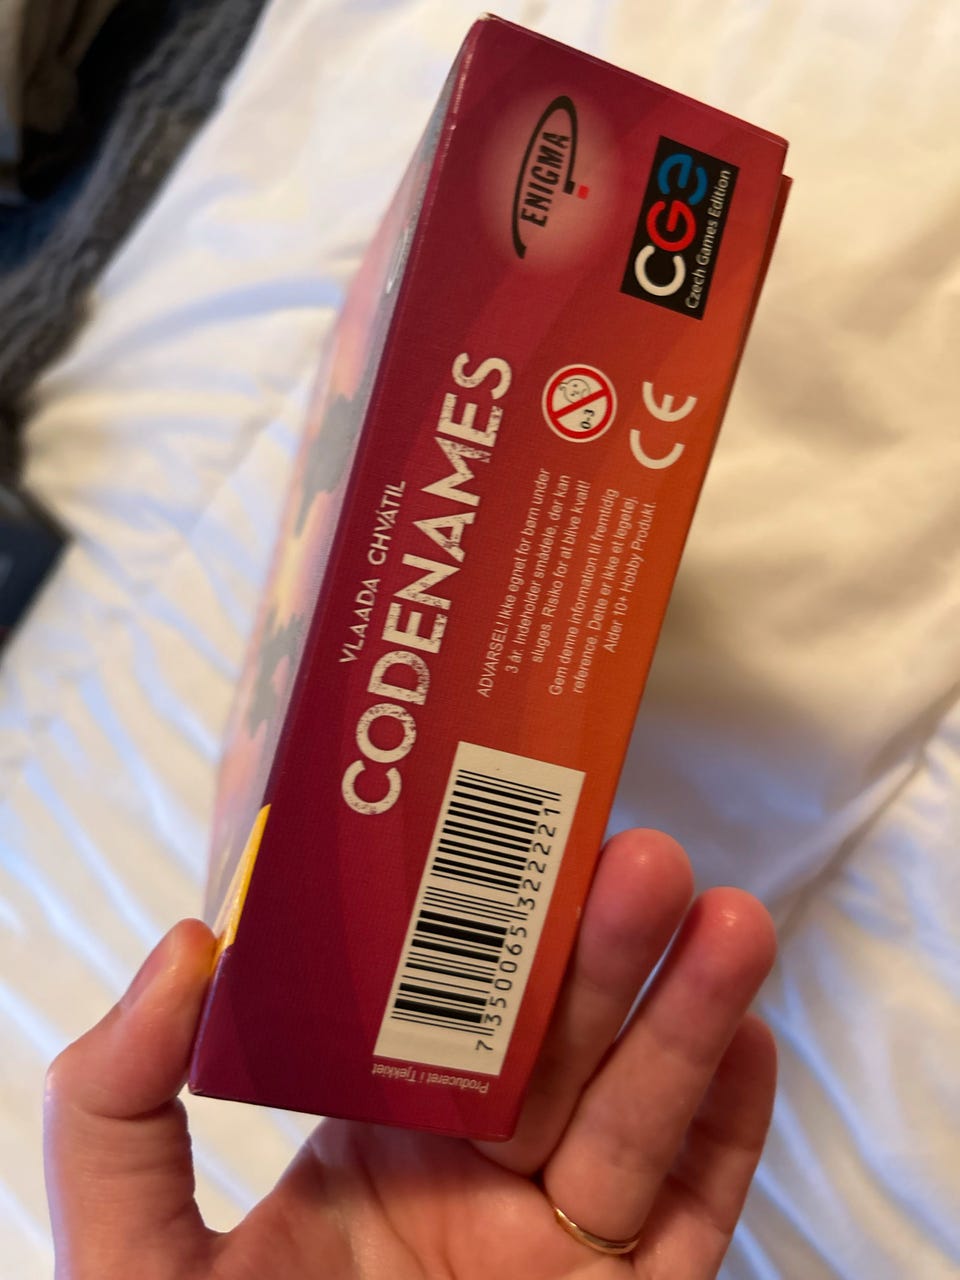 VLAADA CHVÁTIL
CODENAMES
ENIGMA
CGE
Czech Games Edition
0-3
CE
ADVARSEL! Ikke egnet for børn under
3 år. Indeholder smådele, der kan
sluges. Risiko for at blive kvalt!
Gem denne information til fremtidig
reference. Dette er ikke et legetøj.
Alder 10+ Hobby Produkt.
7 350065 322221
Produceret i Tjekkiet